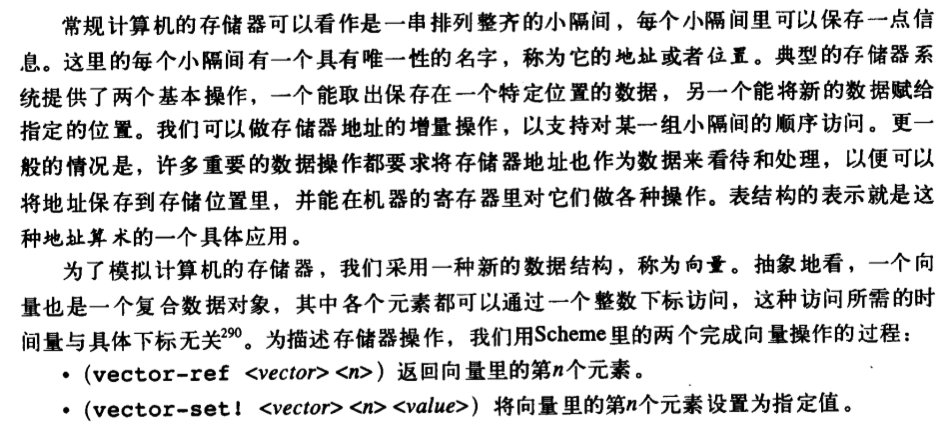 常规计算机的存储器可以看作是一串排列整齐的小隔间，每个小隔间里可以保存一点信
息。这里的每个小隔间有一个具有唯一性的名字，称为它的地址或者位置。典型的存储器系
统提供了两个基本操作，一个能取出保存在一个特定位置的数据，另一个能将新的数据赋给
指定的位置。我们可以做存储器地址的增量操作，以支持对某一组小隔间的顺序访问。更一
般的情况是，许多重要的数据操作都要求将存储器地址也作为数据来看待和处理，以便可以
将地址保存到存储位置里，并能在机器的寄存器里对它们做各种操作。表结构的表示就是这
种地址算术的一个具体应用。
为了模拟计算机的存储器，我们采用一种新的数据结构，称为向量。抽象地看，一个向
量也是一个复合数据对象，其中各个元素都可以通过一个整数下标访问，这种访问所需的时
间量与具体下标无关290。为描述存储器操作，我们用Scheme里的两个完成向量操作的过程：
• (vector-ref <vector> <n>) 返回向量里的第n个元素。
• (vector-set! <vector> <n> <value>) 将向量里的第n个元素设置为指定值。